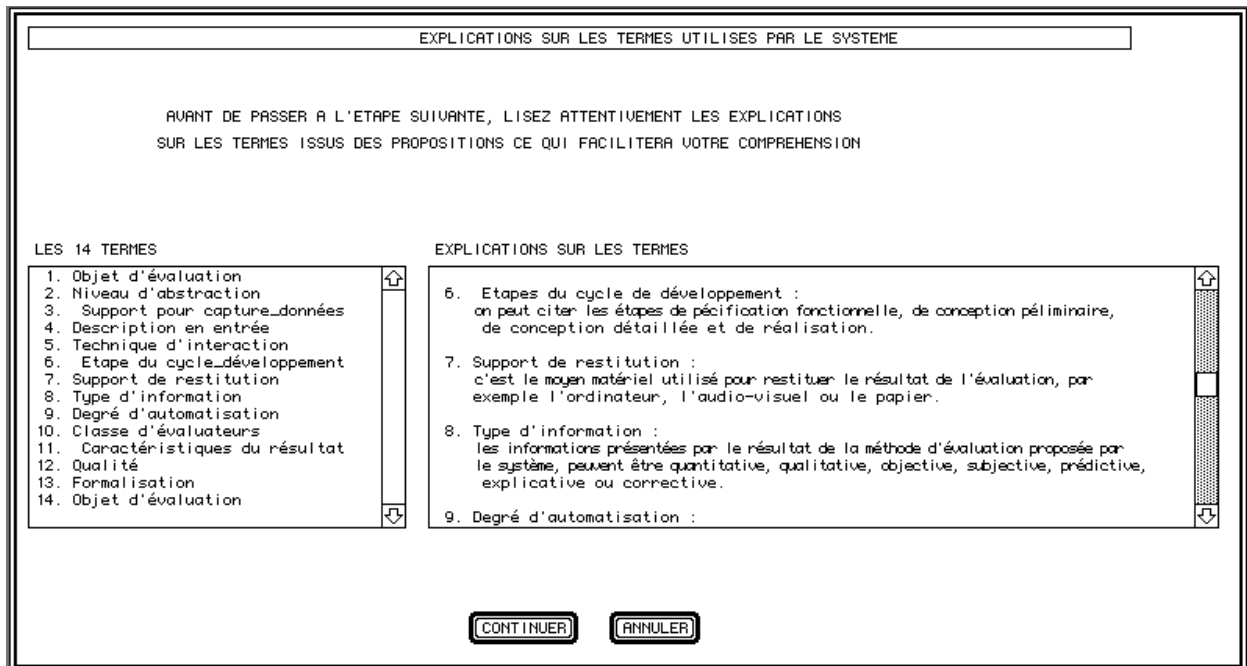 EXPLICATIONS SUR LES TERMES UTILISES PAR LE SYSTEME
AVANT DE PASSER A L'ETAPE SUIVANTE, LISEZ ATTENTIVEMENT LES EXPLICATIONS
SUR LES TERMES ISSUS DES PROPOSITIONS CE QUI FACILITERA VOTRE COMPREHENSION
LES 14 TERMES
1. Objet d'évaluation
2. Niveau d'abstraction
3. Support pour capture_données
4. Description en entrée
5. Technique d'interaction
6. Etape du cycle_développement
7. Support de restitution
8. Type d'information
9. Degré d'automatisation
10. Classe d'évaluateurs
11. Caractéristiques du résultat
12. Qualité
13. Formalisation
14. Objet d'évaluation
EXPLICATIONS SUR LES TERMES
6. Etapes du cycle de développement :
on peut citer les étapes de pécification fonctionnelle, de conception péliminaire,
de conception détaillée et de réalisation.
7. Support de restitution :
c'est le moyen matériel utilisé pour restituer le résultat de l'évaluation, par
exemple l'ordinateur, l'audio-visuel ou le papier.
8. Type d'information :
les informations présentées par le résultat de la méthode d'évaluation proposée par
le système, peuvent être quantitative, qualitative, objective, subjective, prédictive,
explicative ou corrective.
9. Degré d'automatisation :
CONTINUER
ANNULER